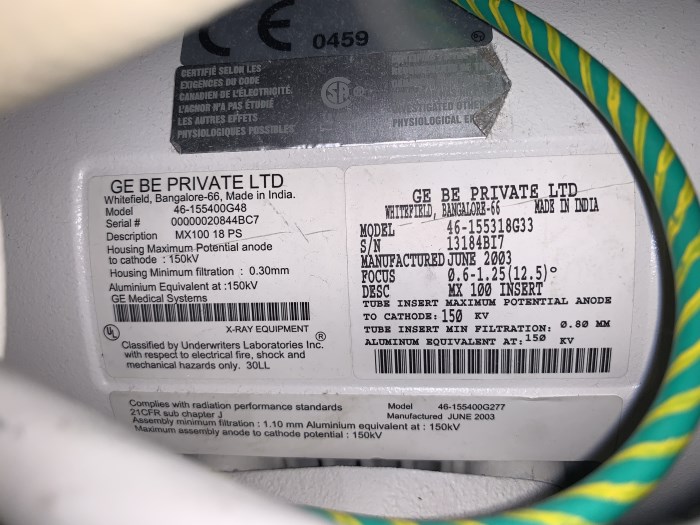 CE 0459
CERTIFIÉ SELON LES
EXIGENCES DU CODE
CANADIEN DE L'ÉLECTRICITÉ.
L'ACNOR N'A PAS ÉTUDIÉ
LES AUTRES EFFETS
PHYSIOLOGIQUES POSSIBLES
INVESTIGATED OTHER
PHYSIOLOGICAL
GE BE PRIVATE LTD
Whitefield, Bangalore-66, Made in India.
Model 46-155400G48
Serial # 00000020844BC7
Description MX100 18 PS
Housing Maximum Potential anode
to cathode : 150kV
Housing Minimum filtration : 0.30mm
Aluminium Equivalent at :150kV
GE Medical Systems
UL
X-RAY EQUIPMENT
Classified by Underwriters Laboratories Inc.®
with respect to electrical fire, shock and
mechanical hazards only. 30LL
GE BE PRIVATE LTD
WHITEFIELD, BANGALORE-66 MADE IN INDIA
MODEL 46-155318G33
S/N 13184BI7
MANUFACTURED JUNE 2003
FOCUS 0.6-1.25(12.5)°
DESC MX 100 INSERT
TUBE INSERT MAXIMUM POTENTIAL ANODE
TO CATHODE: 150 KV
TUBE INSERT MIN FILTRATION: 0.80 MM
ALUMINUM EQUIVALENT AT: 150 KV
Complies with radiation performance standards
21CFR sub chapter J
Model 46-155400G277
Manufactured JUNE 2003
Assembly minimum filtration : 1.10 mm Aluminium equivalent at : 150kV
Maximum assembly anode to cathode potential : 150kV